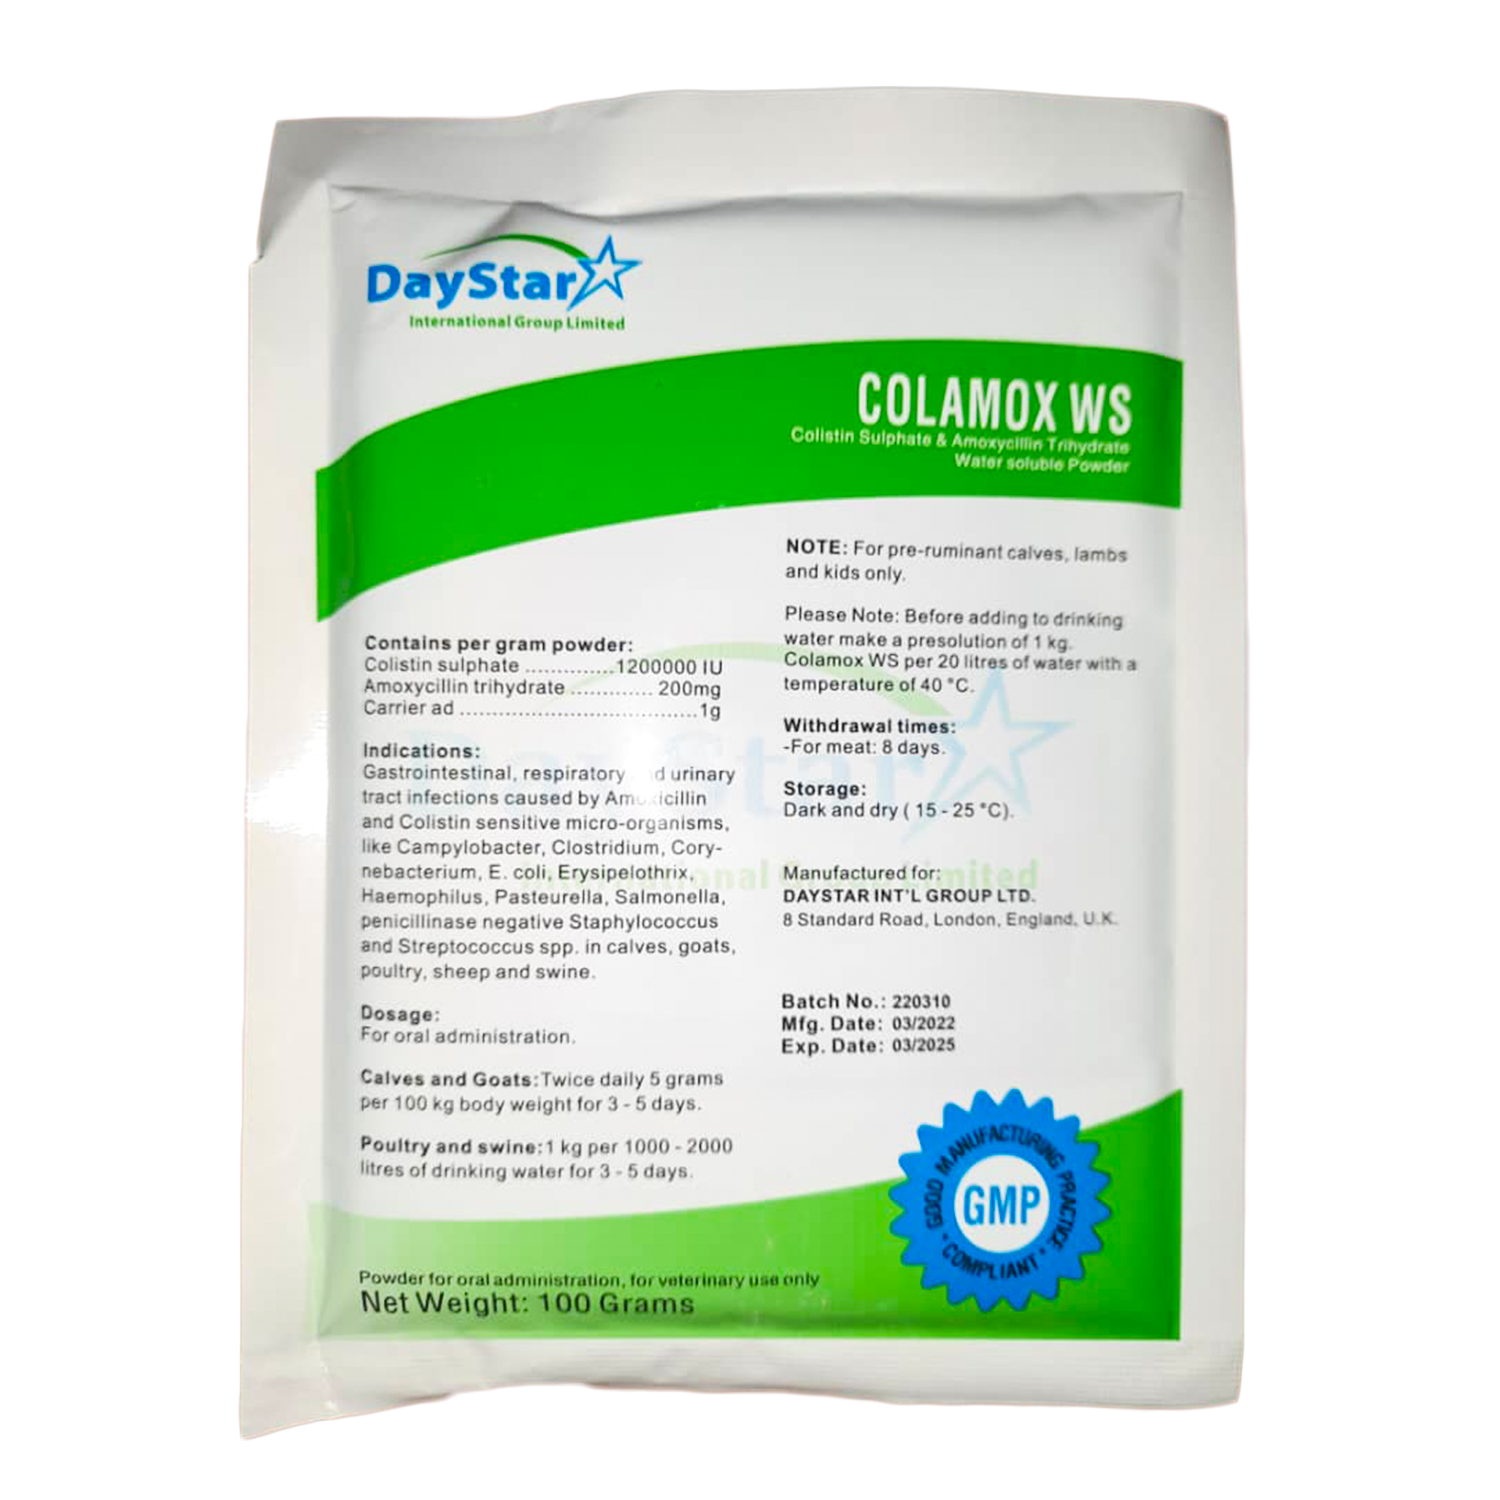 DayStar
International Group Limited
COLAMOX WS
Colistin Sulphate & Amoxycillin Trihydrate
Water soluble Powder
Contains per gram powder:
Colistin sulphate ..............1200000 IU
Amoxycillin trihydrate ............. 200mg
Carrier ad .....................................1g
Indications:
Gastrointestinal, respiratory d urinary
tract infections caused by Am icillin
and Colistin sensitive micro-organisms,
like Campylobacter, Clostridium, Cory-
nebacterium, E. coli, Erysipelothrix,
Haemophilus, Pasteurella, Salmonella,
penicillinase negative Staphylococcus
and Streptococcus spp. in calves, goats,
poultry, sheep and swine.
Dosage:
For oral administration.
Calves and Goats:Twice daily 5 grams
per 100 kg body weight for 3 - 5 days.
Poultry and swine:1 kg per 1000 - 2000
litres of drinking water for 3 - 5 days.
NOTE: For pre-ruminant calves, lambs
and kids only.
Please Note: Before adding to drinking
water make a presolution of 1 kg.
Colamox WS per 20 litres of water with a
temperature of 40 °C.
Withdrawal times:
-For meat: 8 days.
Storage:
Dark and dry ( 15 - 25 °C).
Manufactured for:
DAYSTAR INT'L GROUP LTD.
8 Standard Road, London, England, U.K.
Batch No.: 220310
Mfg. Date: 03/2022
Exp. Date: 03/2025
GOOD MANUFACTURING PRACTICE
GMP
COMPLIANT
Powder for oral administration, for veterinary use only
Net Weight: 100 Grams